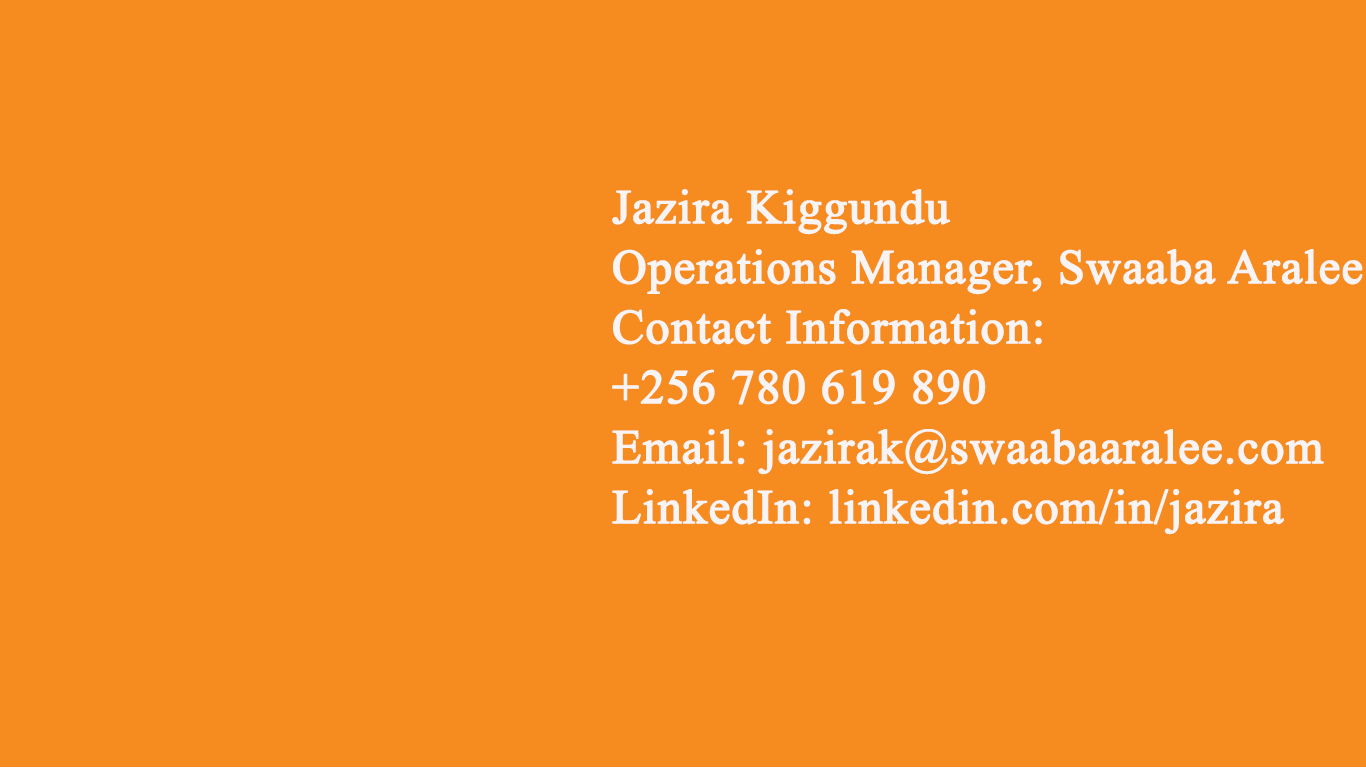 Jazira Kiggundu
Operations Manager, Swaaba Aralee
Contact Information:
+256 780 619 890
Email: jazirak@swaabaaralee.com
LinkedIn: linkedin.com/in/jazira